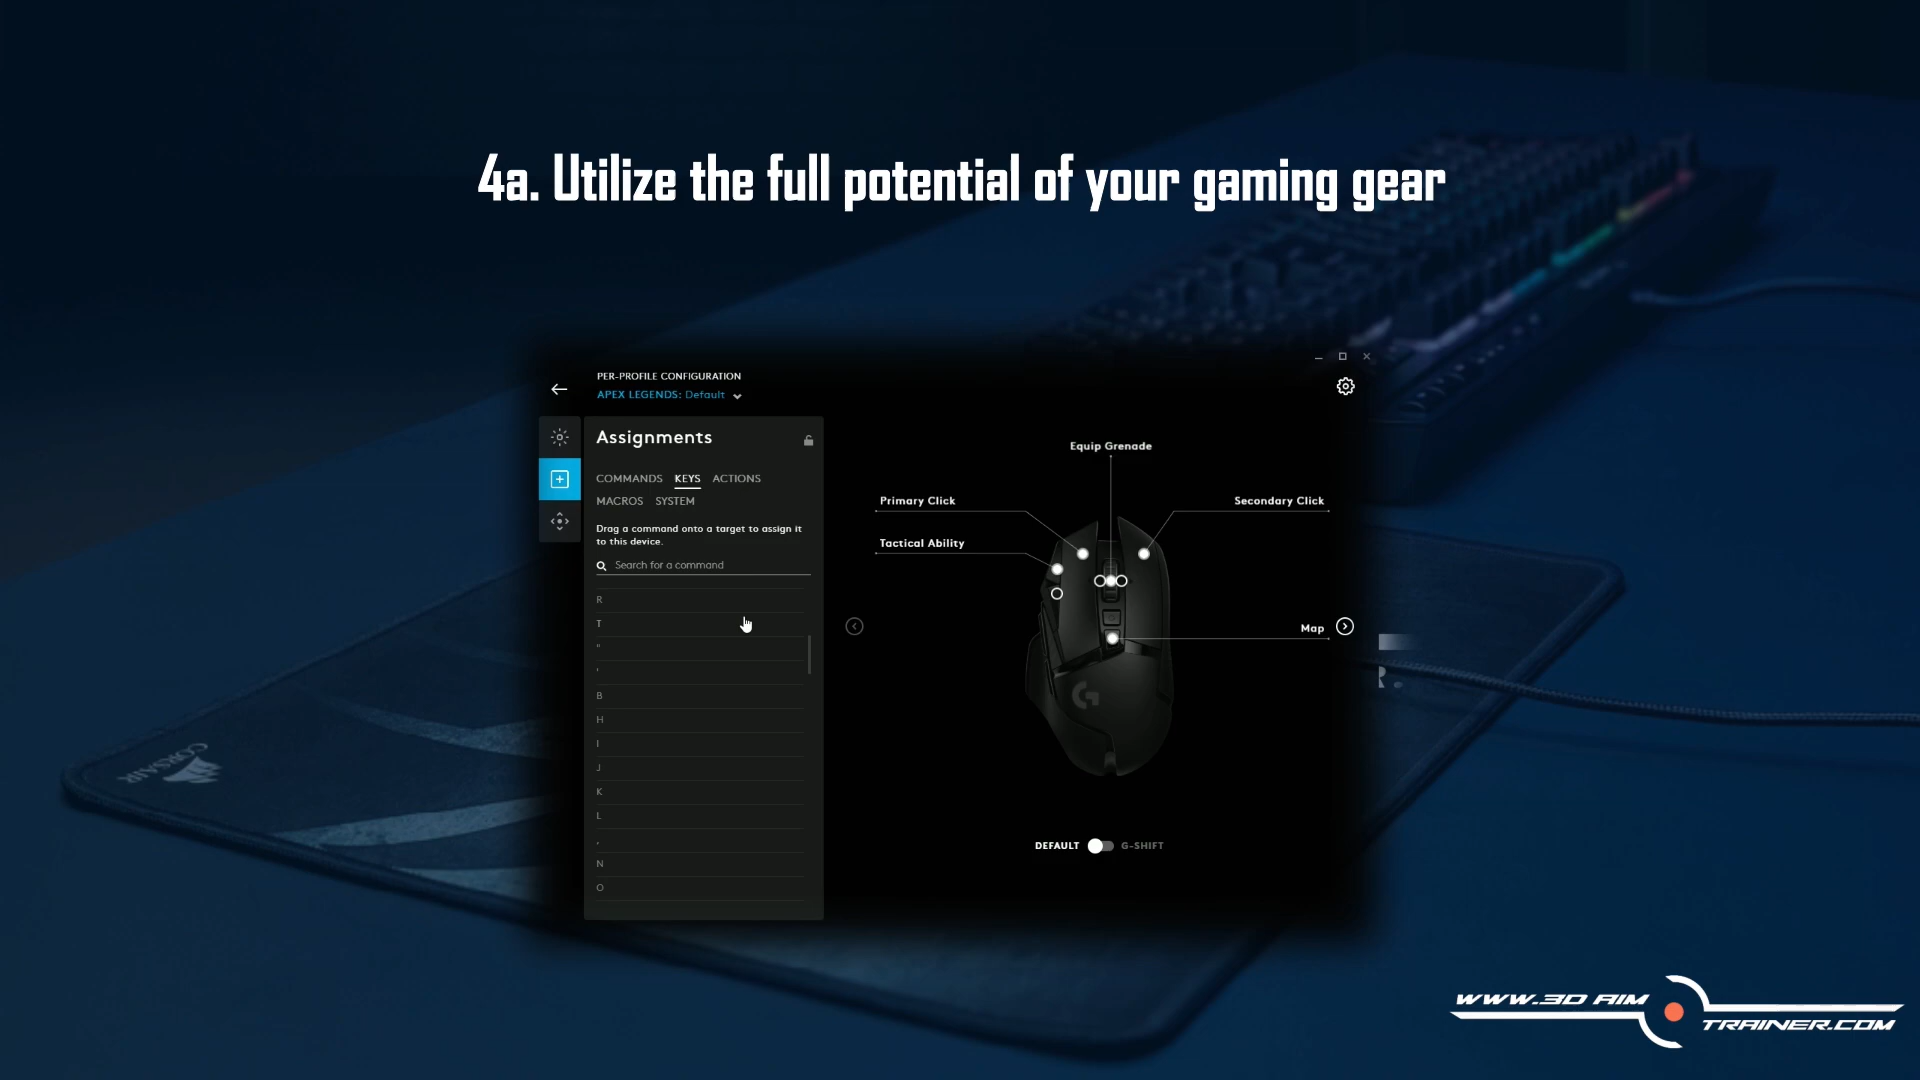 4a. Utilize the full potential of your gaming gear
PER-PROFILE CONFIGURATION
APEX LEGENDS: Default
Assignments
COMMANDS KEYS ACTIONS
MACROS SYSTEM
Drag a command onto a target to assign it
to this device.
Search for a command
R
T
"
'
B
H
I
J
K
L
,
N
O
Equip Grenade
Primary Click
Secondary Click
Tactical Ability
Map
G
DEFAULT G-SHIFT
R.
CORSAIR
WWW.3D AIM
TRAINER.COM